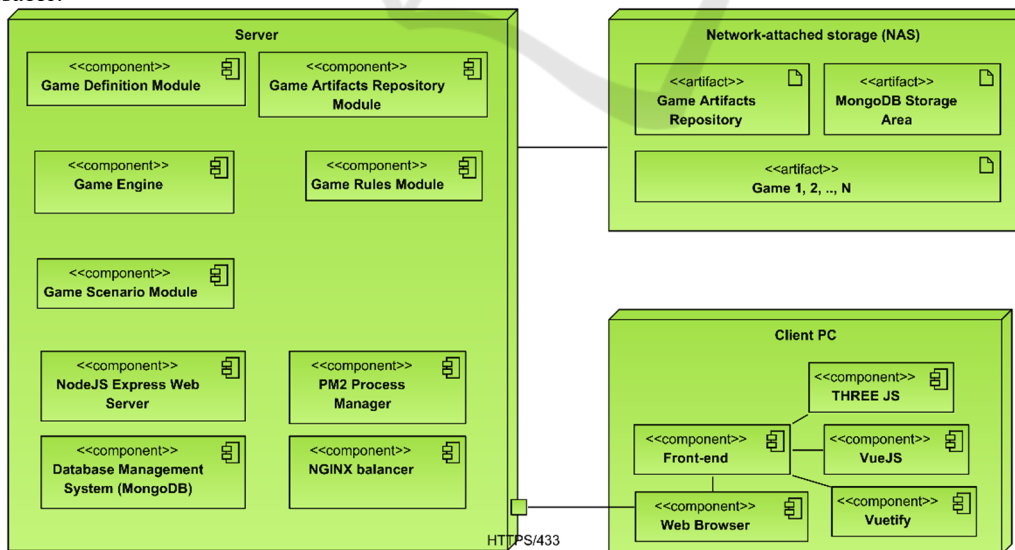 Server
<<component>>
Game Definition Module
<<component>>
Game Artifacts Repository
Module
<<component>>
Game Engine
<<component>>
Game Rules Module
<<component>>
Game Scenario Module
<<component>>
NodeJS Express Web
Server
<<component>>
PM2 Process
Manager
<<component>>
Database Management
System (MongoDB)
<<component>>
NGINX balancer
HTTPS/433
Network-attached storage (NAS)
<<artifact>>
Game Artifacts
Repository
<<artifact>>
MongoDB Storage
Area
<<artifact>>
Game 1, 2, .., N
Client PC
<<component>>
THREE JS
<<component>>
Front-end
<<component>>
VueJS
<<component>>
Web Browser
<<component>>
Vuetify